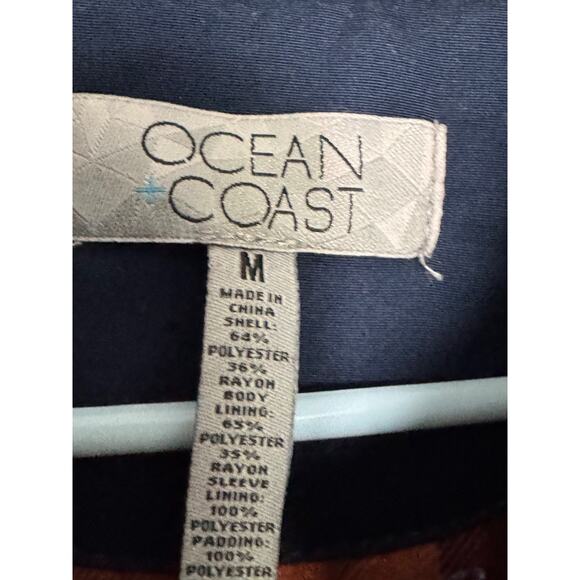 OCEAN
COAST
M
MADE IN
CHINA
SHELL:
64%
POLYESTER
36%
RAYON
BODY
LINING:
65%
POLYESTER
35%
RAYON
SLEEVE
LINING:
100%
POLYESTER
PADDING:
100%
POLYESTER